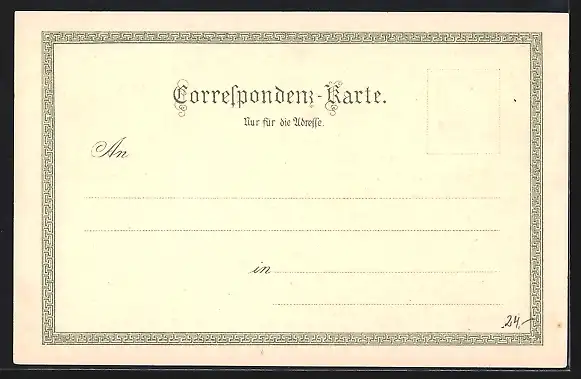 Correſpondenz-Karte.
Nur für die Adreſſe.
An
in
24,-